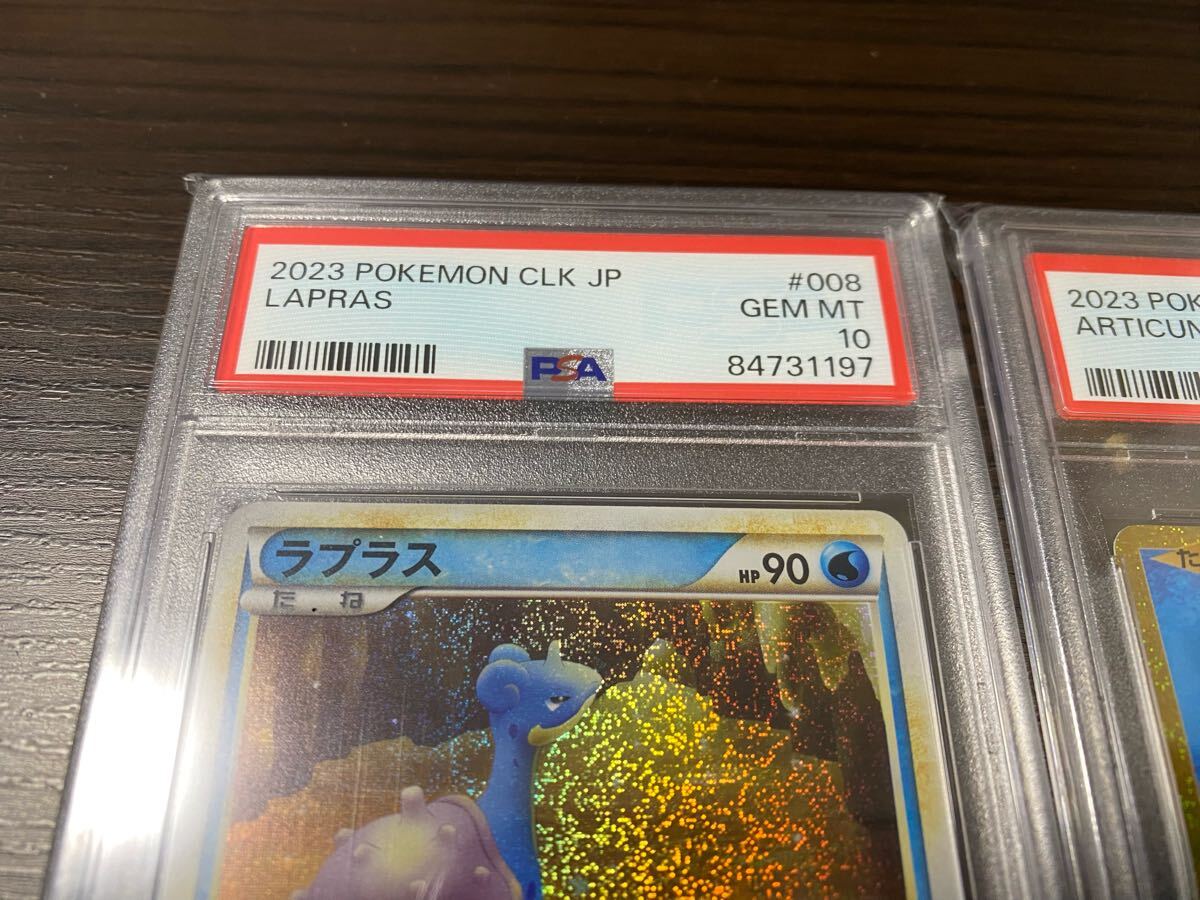 2023 POKEMON CLK JP #008
LAPRAS GEM MT
10
PSA 84731197
ラプラス HP 90
たね
2023
ARTICUN
た